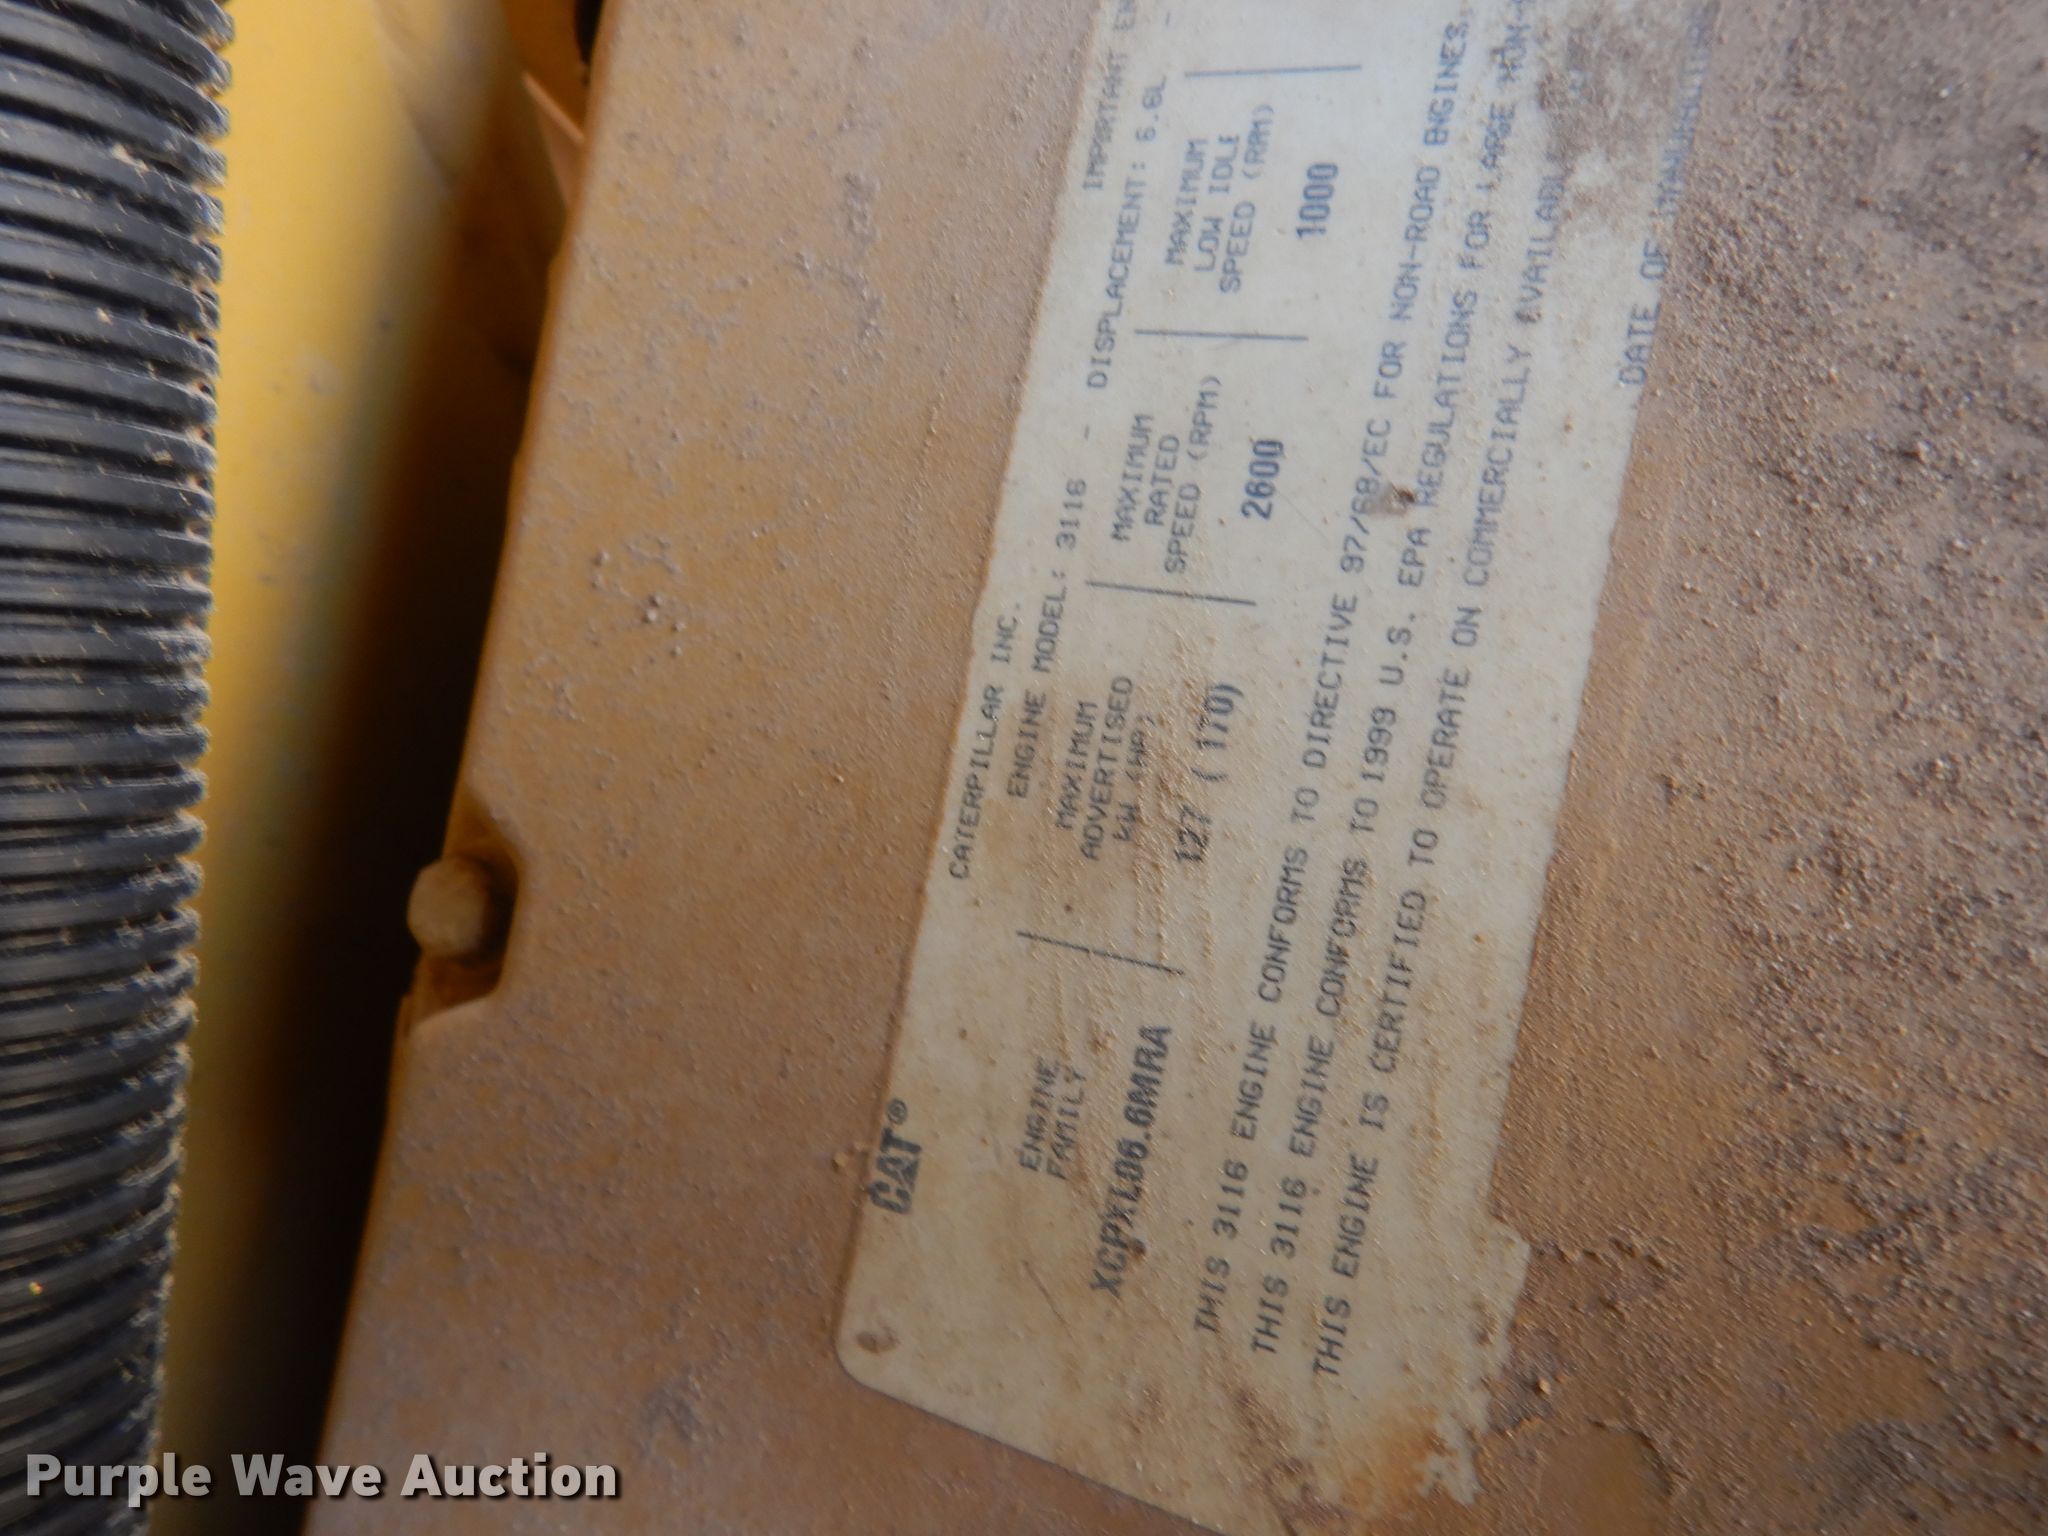 CAT®
CATERPILLAR INC. IMPORTANT
ENGINE MODEL: 3116 - DISPLACEMENT: 6.6L -
ENGINE
FAMILY
MAXIMUM
ADVERTISED
kW (HP)
MAXIMUM
RATED
SPEED (RPM)
MAXIMUM
LOW IDLE
SPEED (RPM)
XCPXL06.6MRA 127 (170) 2600 1000
THIS 3116 ENGINE CONFORMS TO DIRECTIVE 97/68/EC FOR NON-ROAD ENGINES.
THIS 3116 ENGINE CONFORMS TO 1999 U.S. EPA REGULATIONS FOR LARGE NON-
THIS ENGINE IS CERTIFIED TO OPERATE ON COMMERCIALLY AVAILABLE
DATE OF
Purple Wave Auction